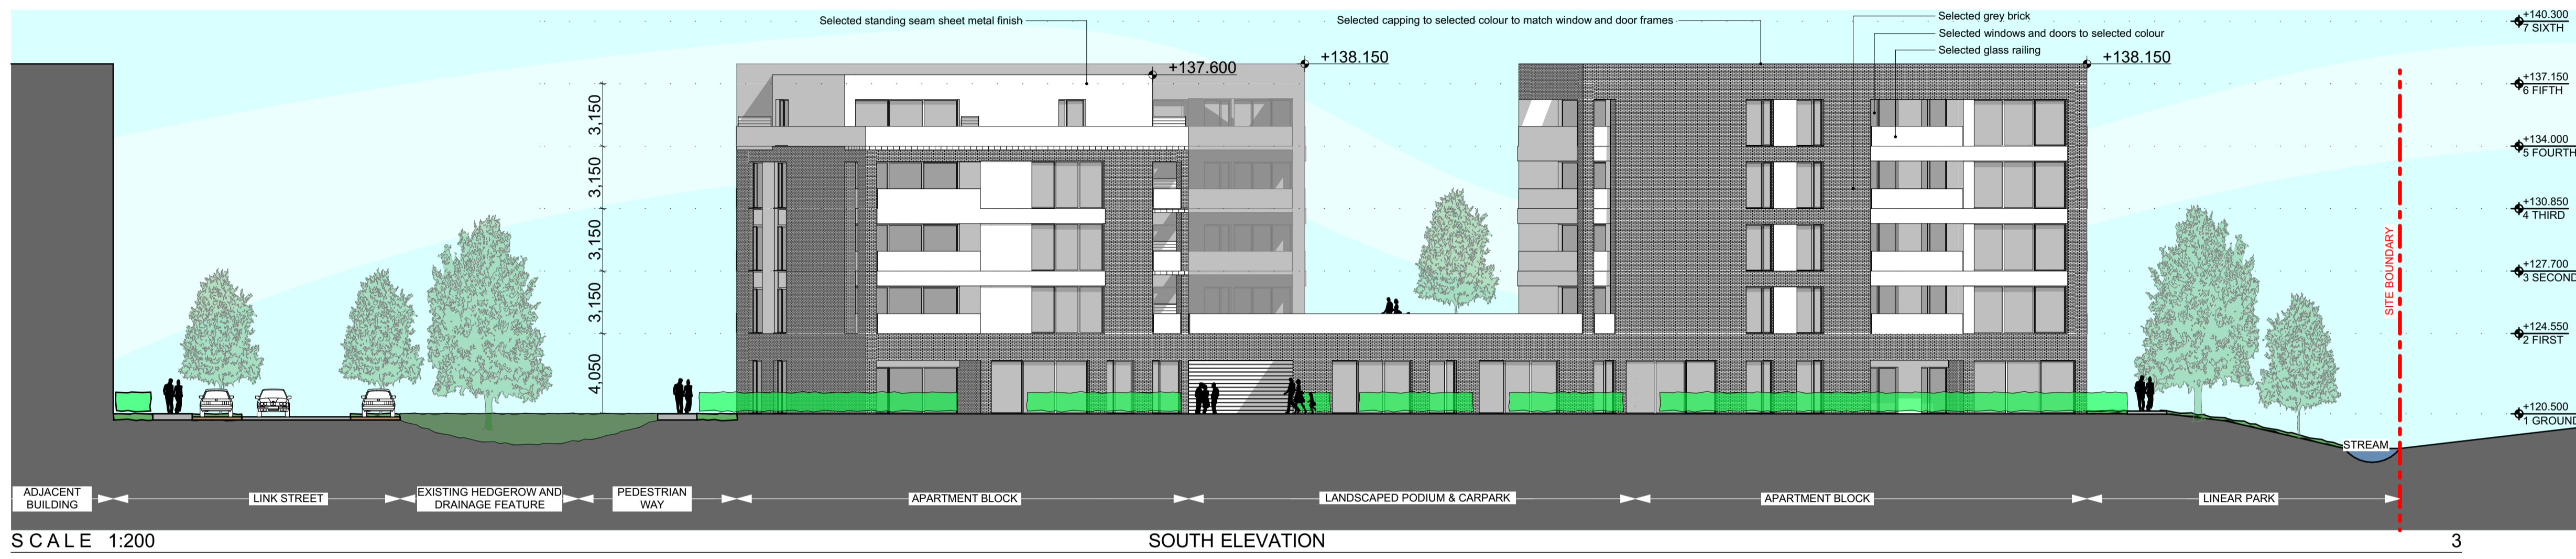 Selected standing seam sheet metal finish
Selected capping to selected colour to match window and door frames
Selected grey brick
Selected windows and doors to selected colour
Selected glass railing
+137.600
+138.150
+138.150
+140.300
7 SIXTH
+137.150
6 FIFTH
+134.000
5 FOURTH
+130.850
4 THIRD
+127.700
3 SECOND
+124.550
2 FIRST
+120.500
1 GROUND
3,150
3,150
3,150
3,150
4,050
SITE BOUNDARY
STREAM
ADJACENT
BUILDING
LINK STREET
EXISTING HEDGEROW AND
DRAINAGE FEATURE
PEDESTRIAN
WAY
APARTMENT BLOCK
LANDSCAPED PODIUM & CARPARK
APARTMENT BLOCK
LINEAR PARK
SCALE 1:200
SOUTH ELEVATION
3